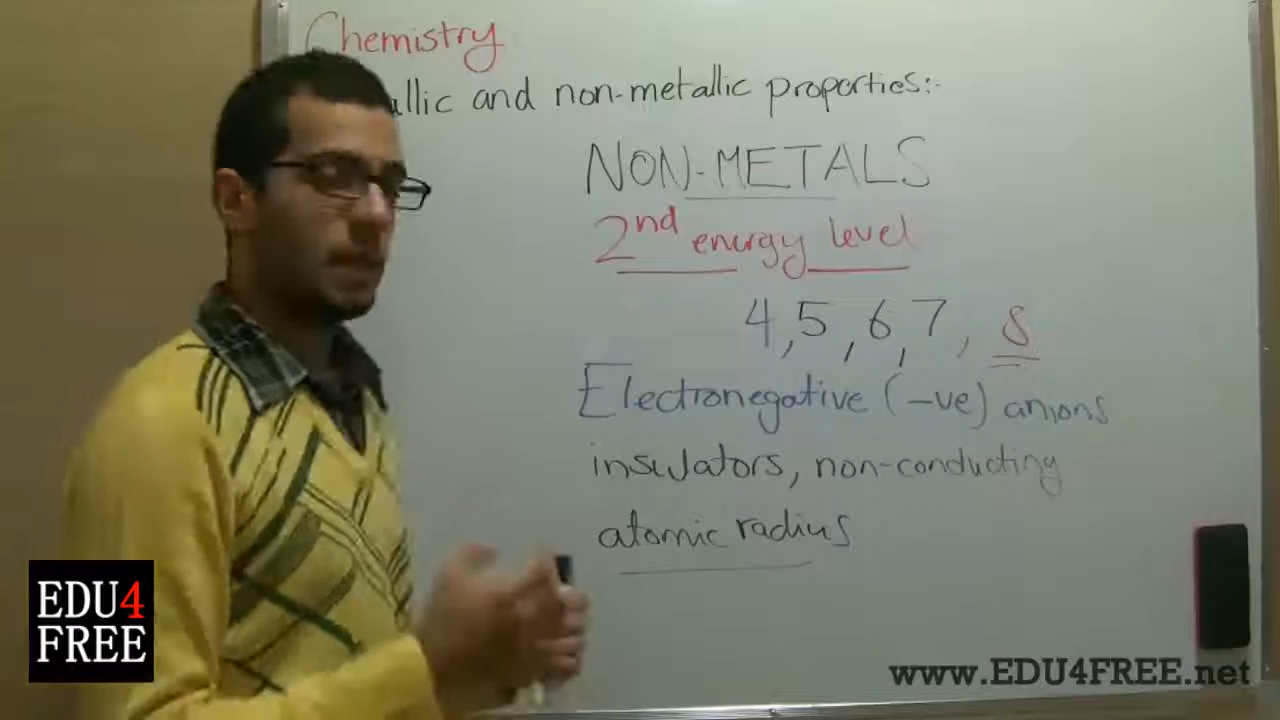 Chemistry
allic and non-metallic properties:-
NON-METALS
2nd energy level
4,5,6,7,8
Electronegative (-ve) anions
insulators, non-conducting
atomic radius
EDU4
FREE
www.EDU4FREE.net